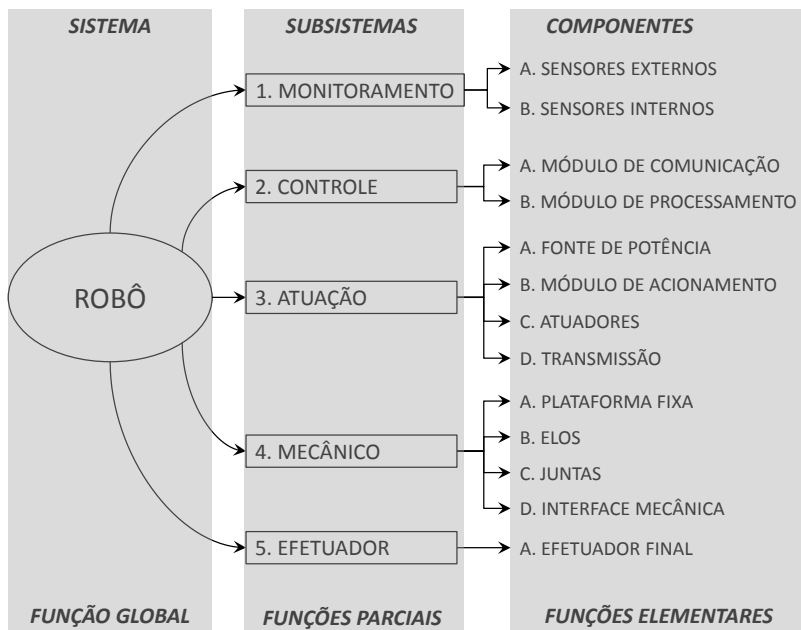 SISTEMA
SUBSISTEMAS
COMPONENTES
ROBÔ
1. MONITORAMENTO
A. SENSORES EXTERNOS
B. SENSORES INTERNOS
2. CONTROLE
A. MÓDULO DE COMUNICAÇÃO
B. MÓDULO DE PROCESSAMENTO
3. ATUAÇÃO
A. FONTE DE POTÊNCIA
B. MÓDULO DE ACIONAMENTO
C. ATUADORES
D. TRANSMISSÃO
4. MECÂNICO
A. PLATAFORMA FIXA
B. ELOS
C. JUNTAS
D. INTERFACE MECÂNICA
5. EFETUADOR
A. EFETUADOR FINAL
FUNÇÃO GLOBAL
FUNÇÕES PARCIAIS
FUNÇÕES ELEMENTARES